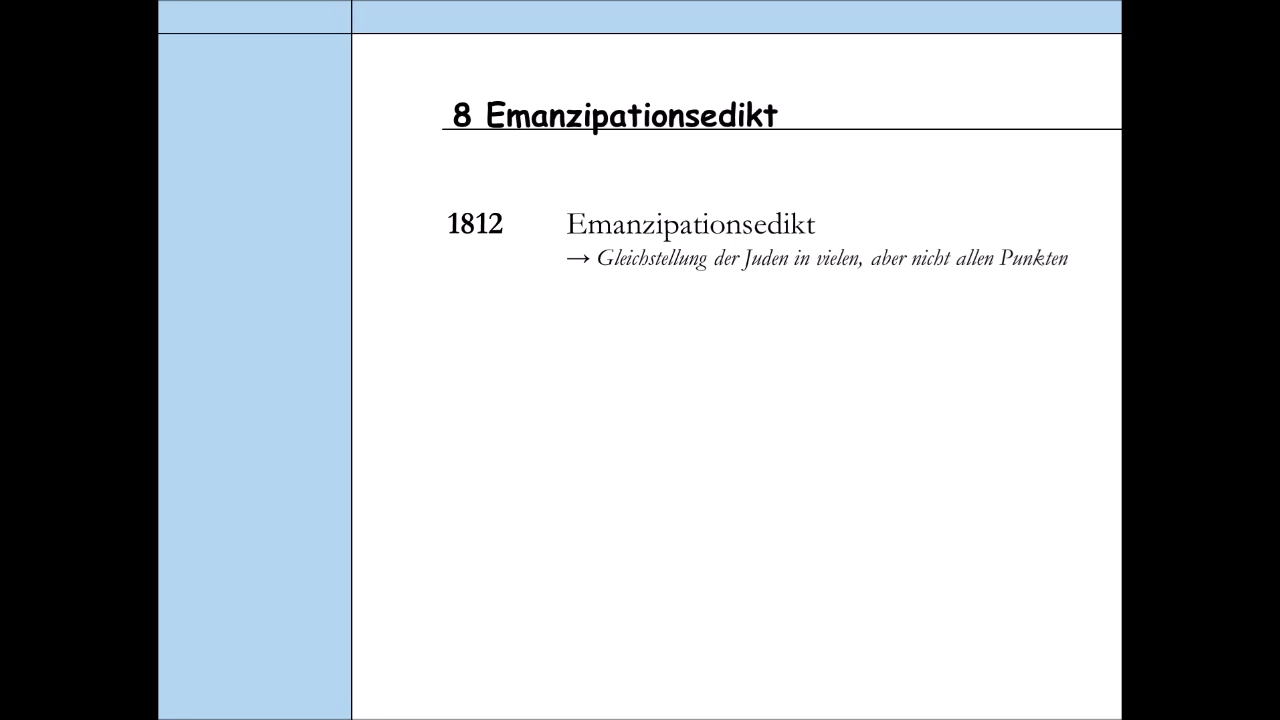 8 Emanzipationsedikt
1812 Emanzipationsedikt
→ Gleichstellung der Juden in vielen, aber nicht allen Punkten